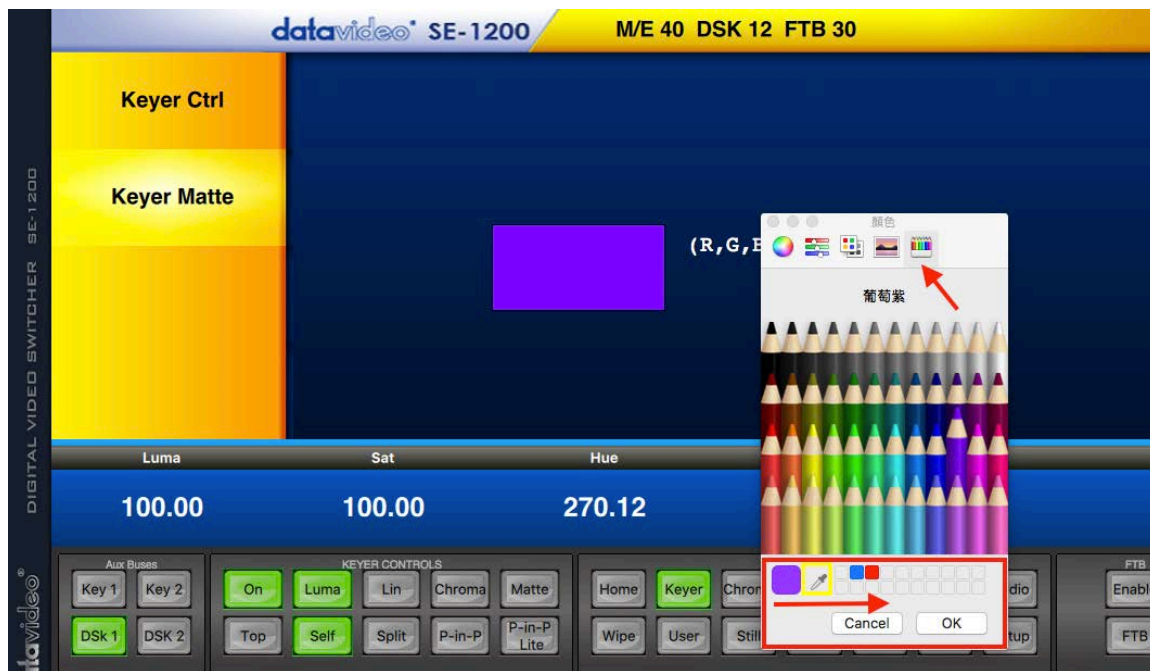 datavideo SE-1200
M/E 40 DSK 12 FTB 30
Keyer Ctrl
Keyer Matte
DIGITAL VIDEO SWITCHER SE-1200
(R,G,
顏色
葡萄紫
Luma Sat Hue
100.00 100.00 270.12
Aux Buses
Key 1 Key 2
DSk 1 DSK 2
KEYER CONTROLS
On Luma Lin Chroma Matte
Top Self Split P-in-P P-in-P Lite
Home Keyer Chrom
Wipe User Still
Cancel OK
dio
tup
FTB
Enabl
FTB
datavideo